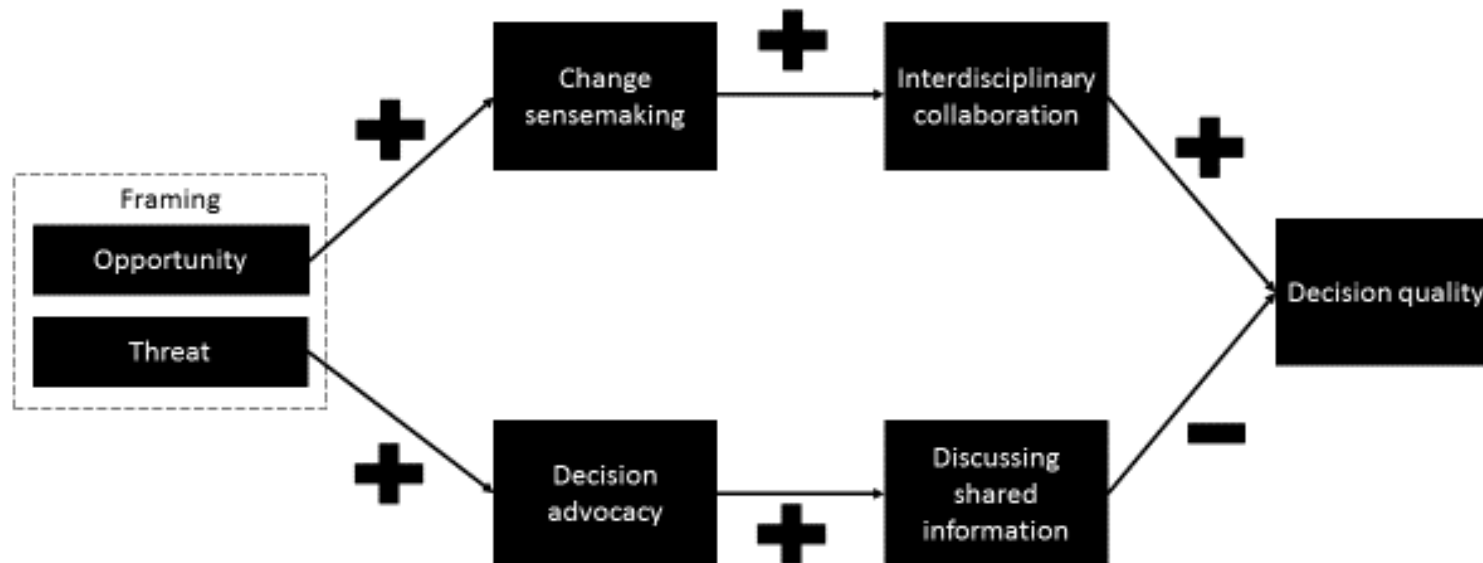 Change
sensemaking
Interdisciplinary
collaboration
Framing
Opportunity
Threat
Decision quality
Decision
advocacy
Discussing
shared
information